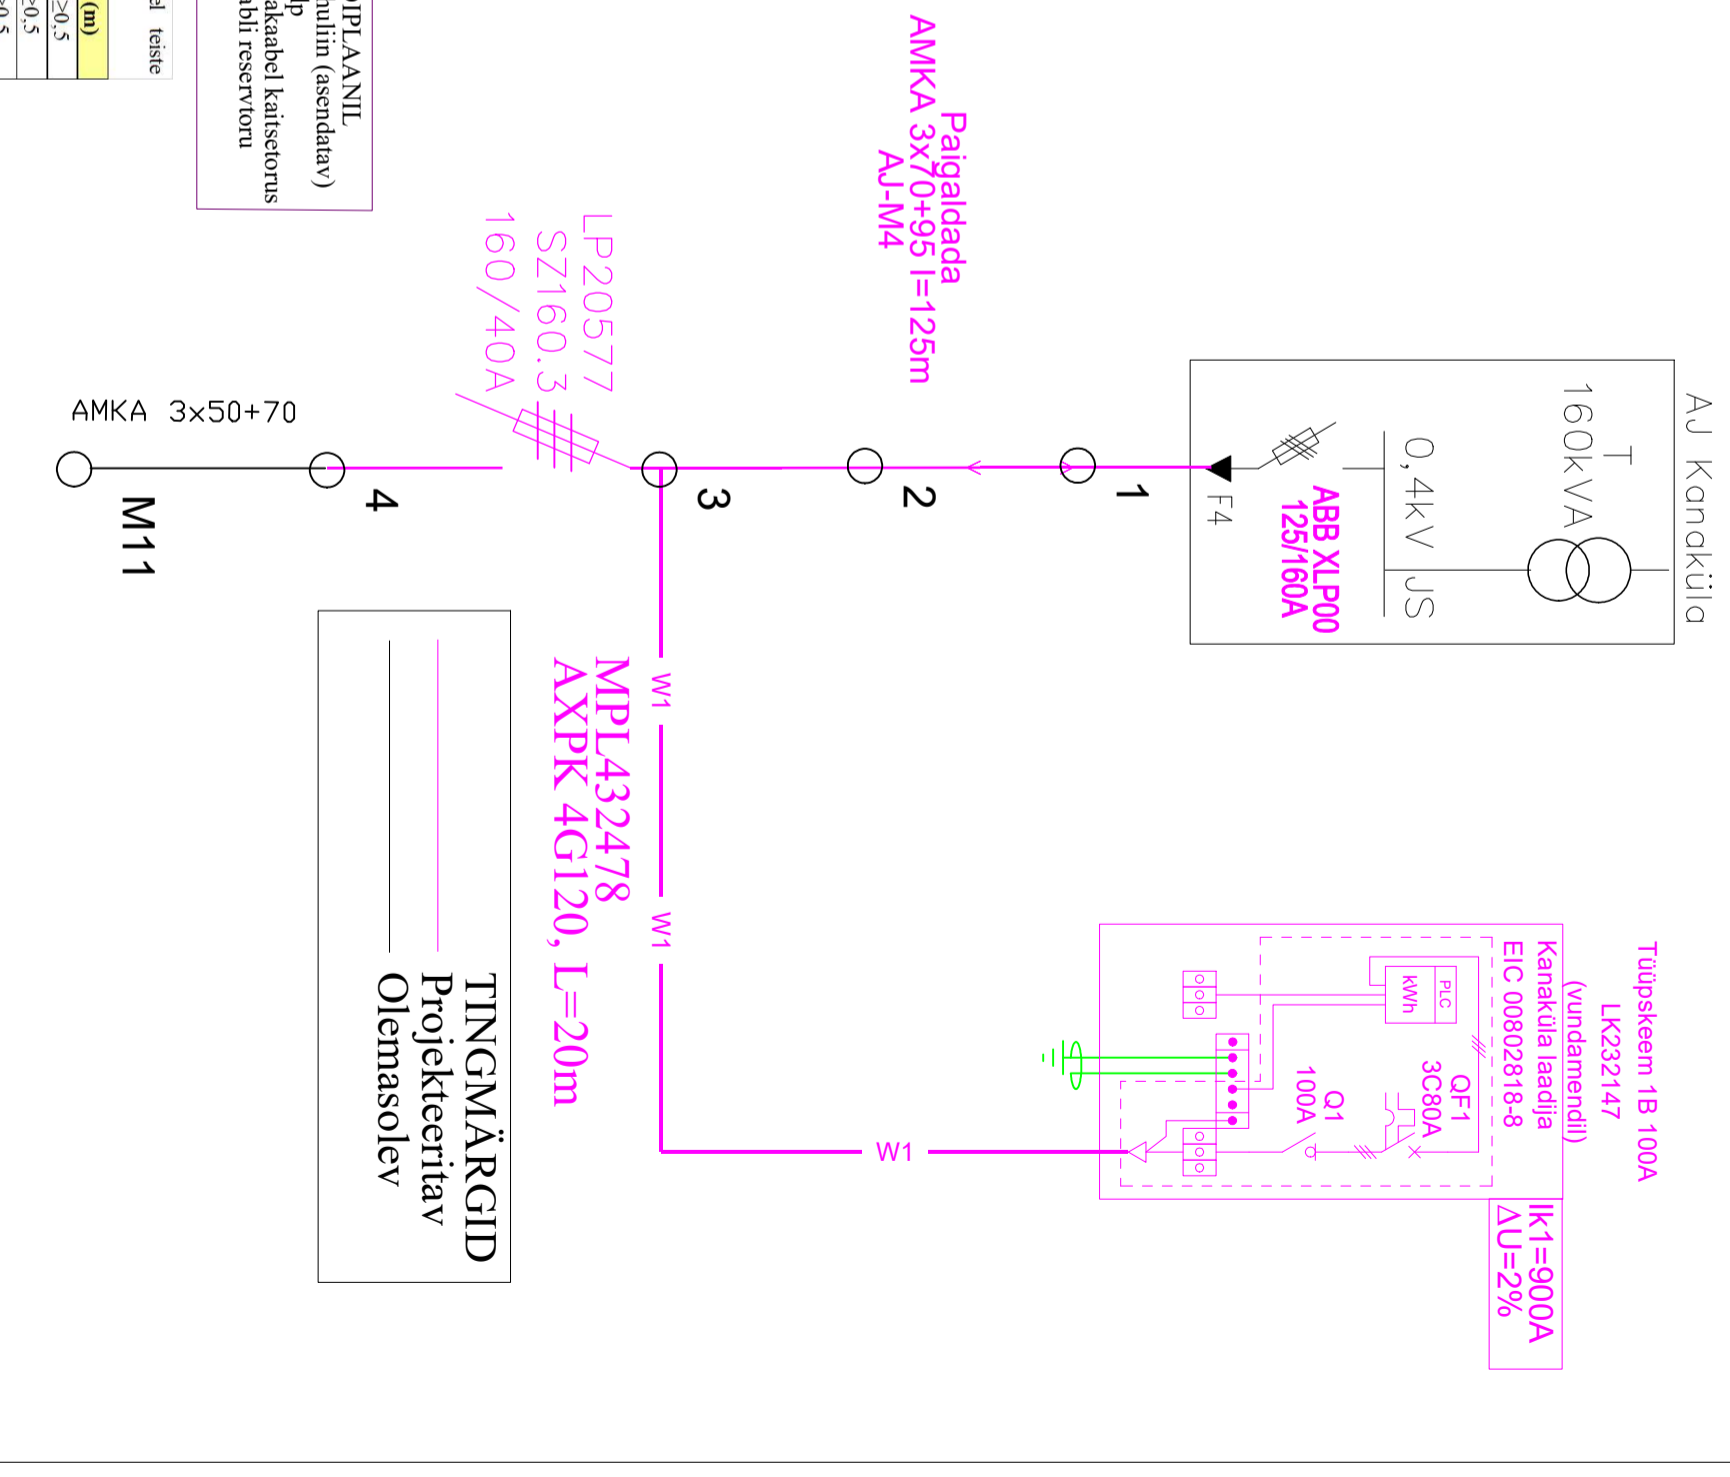 AJ Kanaküla
T
160kVA
0,4kV JS
ABB XLP00
125/160A
F4
1
2
3
4
M11
Paigaldada
AMKA 3x70+95 l=125m
AJ-M4
LP20577
SZ160.3
160/40A
AMKA 3x50+70
W1
W1
W1
MPL432478
AXPK 4G120, L=20m
Tüüpskeem 1B 100A
LK232147
(vundamendil)
Kanaküla laadija
EIC 00802818-8
PLC
kWh
QF1
3C80A
Q1
100A
Ik1=900A
ΔU=2%
TINGMÄRGID
Projekteeritav
Olemasolev
huliin (asendatav)
akaabel kaitsetorus
reservtoru
teiste
(m)
≥0,5
≥0,5